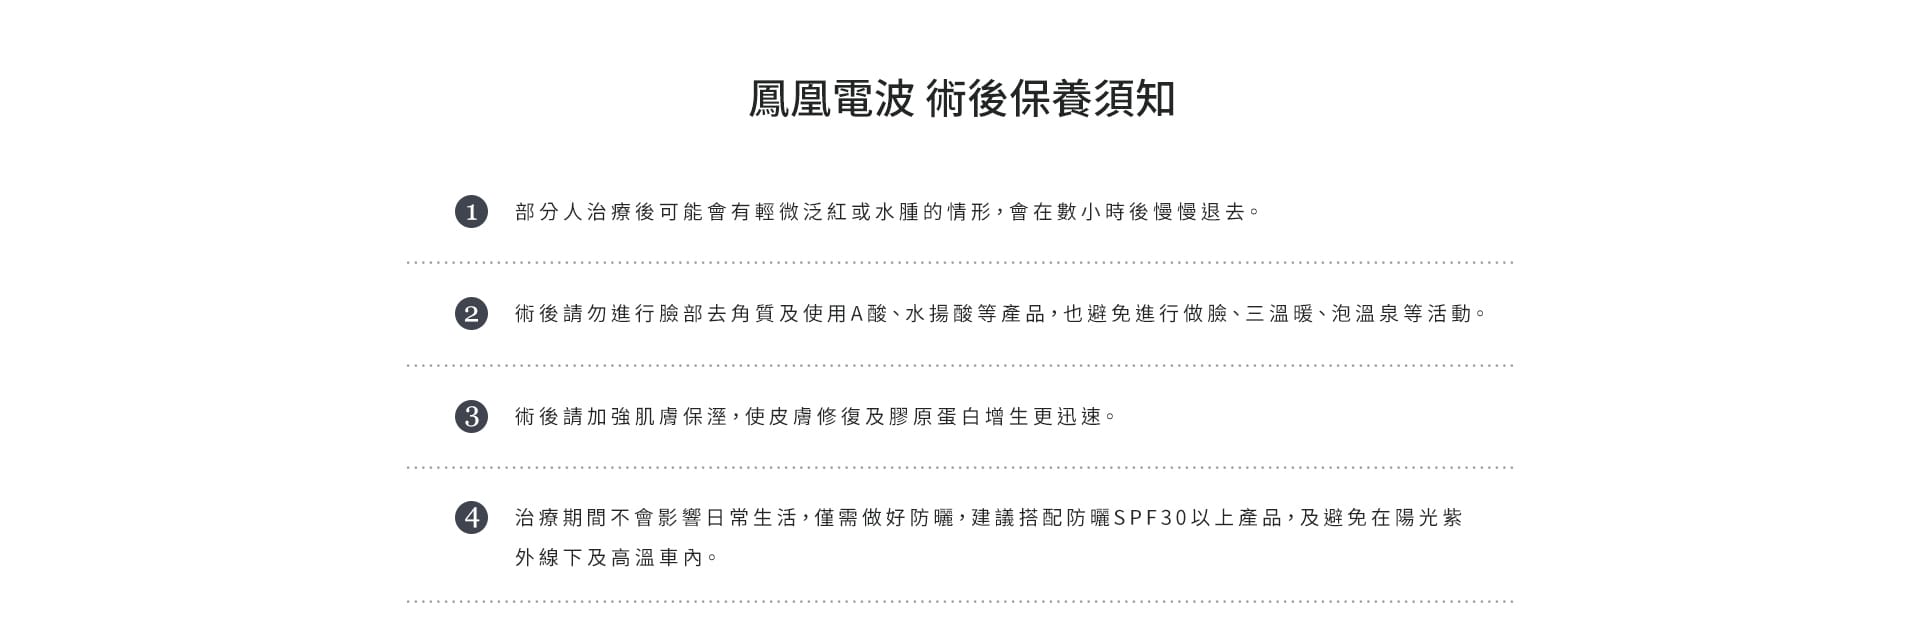 鳳凰電波 術後保養須知
1 部分人治療後可能會有輕微泛紅或水腫的情形，會在數小時後慢慢退去。
2 術後請勿進行臉部去角質及使用A酸、水揚酸等產品，也避免進行做臉、三溫暖、泡溫泉等活動。
3 術後請加強肌膚保溼，使皮膚修復及膠原蛋白增生更迅速。
4 治療期間不會影響日常生活，僅需做好防曬，建議搭配防曬SPF30以上產品，及避免在陽光紫
外線下及高溫車內。